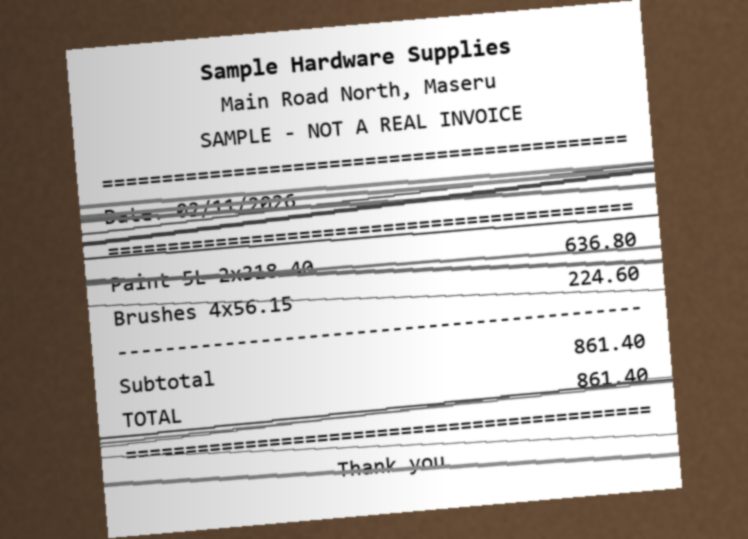 Sample Hardware Supplies
Main Road North, Maseru
SAMPLE - NOT A REAL INVOICE
==========================================
Date:
==========================================
Paint 5L 2x318.40 636.80
Brushes 4x56.15 224.60
------------------------------------------
Subtotal 861.40
TOTAL 861.40
==========================================
Thank you